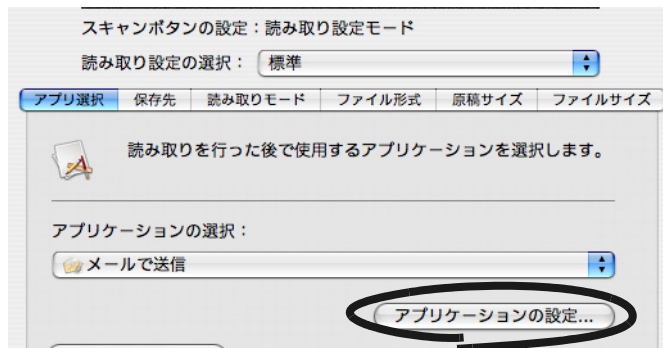 スキャンボタンの設定：読み取り設定モード
読み取り設定の選択： 標準
アプリ選択 保存先 読み取りモード ファイル形式 原稿サイズ ファイルサイズ
読み取りを行った後で使用するアプリケーションを選択します。
アプリケーションの選択：
メールで送信
アプリケーションの設定...